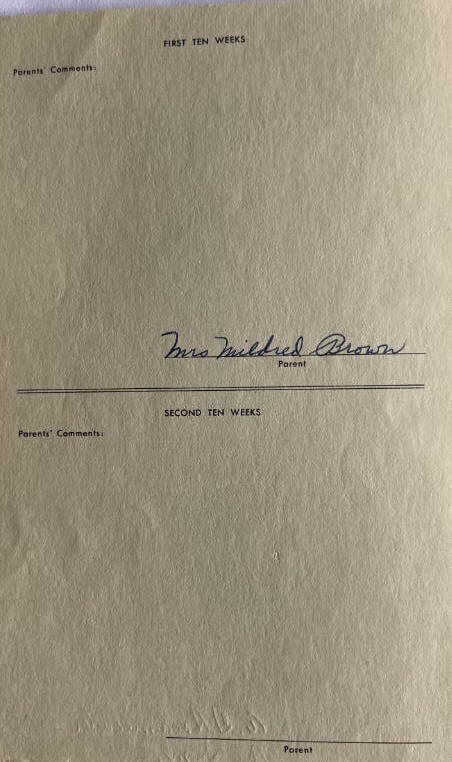 FIRST TEN WEEKS
Parents' Comments:
Mrs Mildred Brown
Parent
SECOND TEN WEEKS
Parents' Comments:
Parent